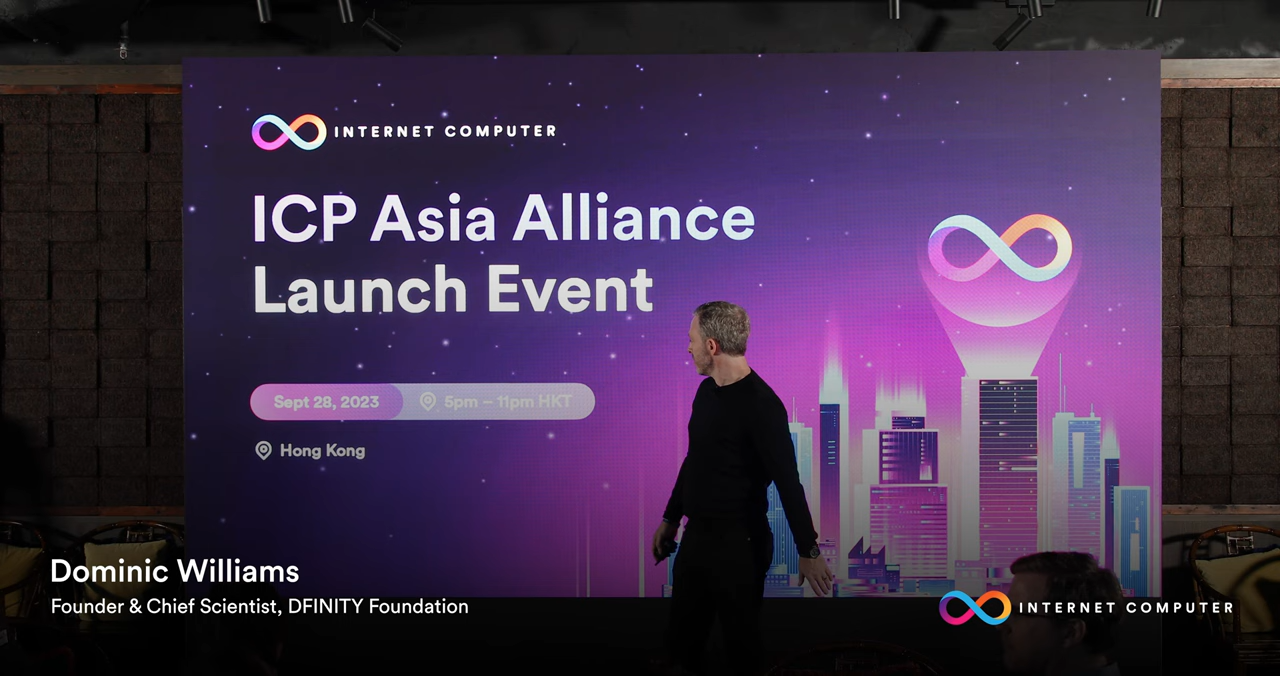 INTERNET COMPUTER
ICP Asia Alliance
Launch Event
Sept 28, 2023 5pm – 11pm HKT
Hong Kong
Dominic Williams
Founder & Chief Scientist, DFINITY Foundation
INTERNET COMPUTER